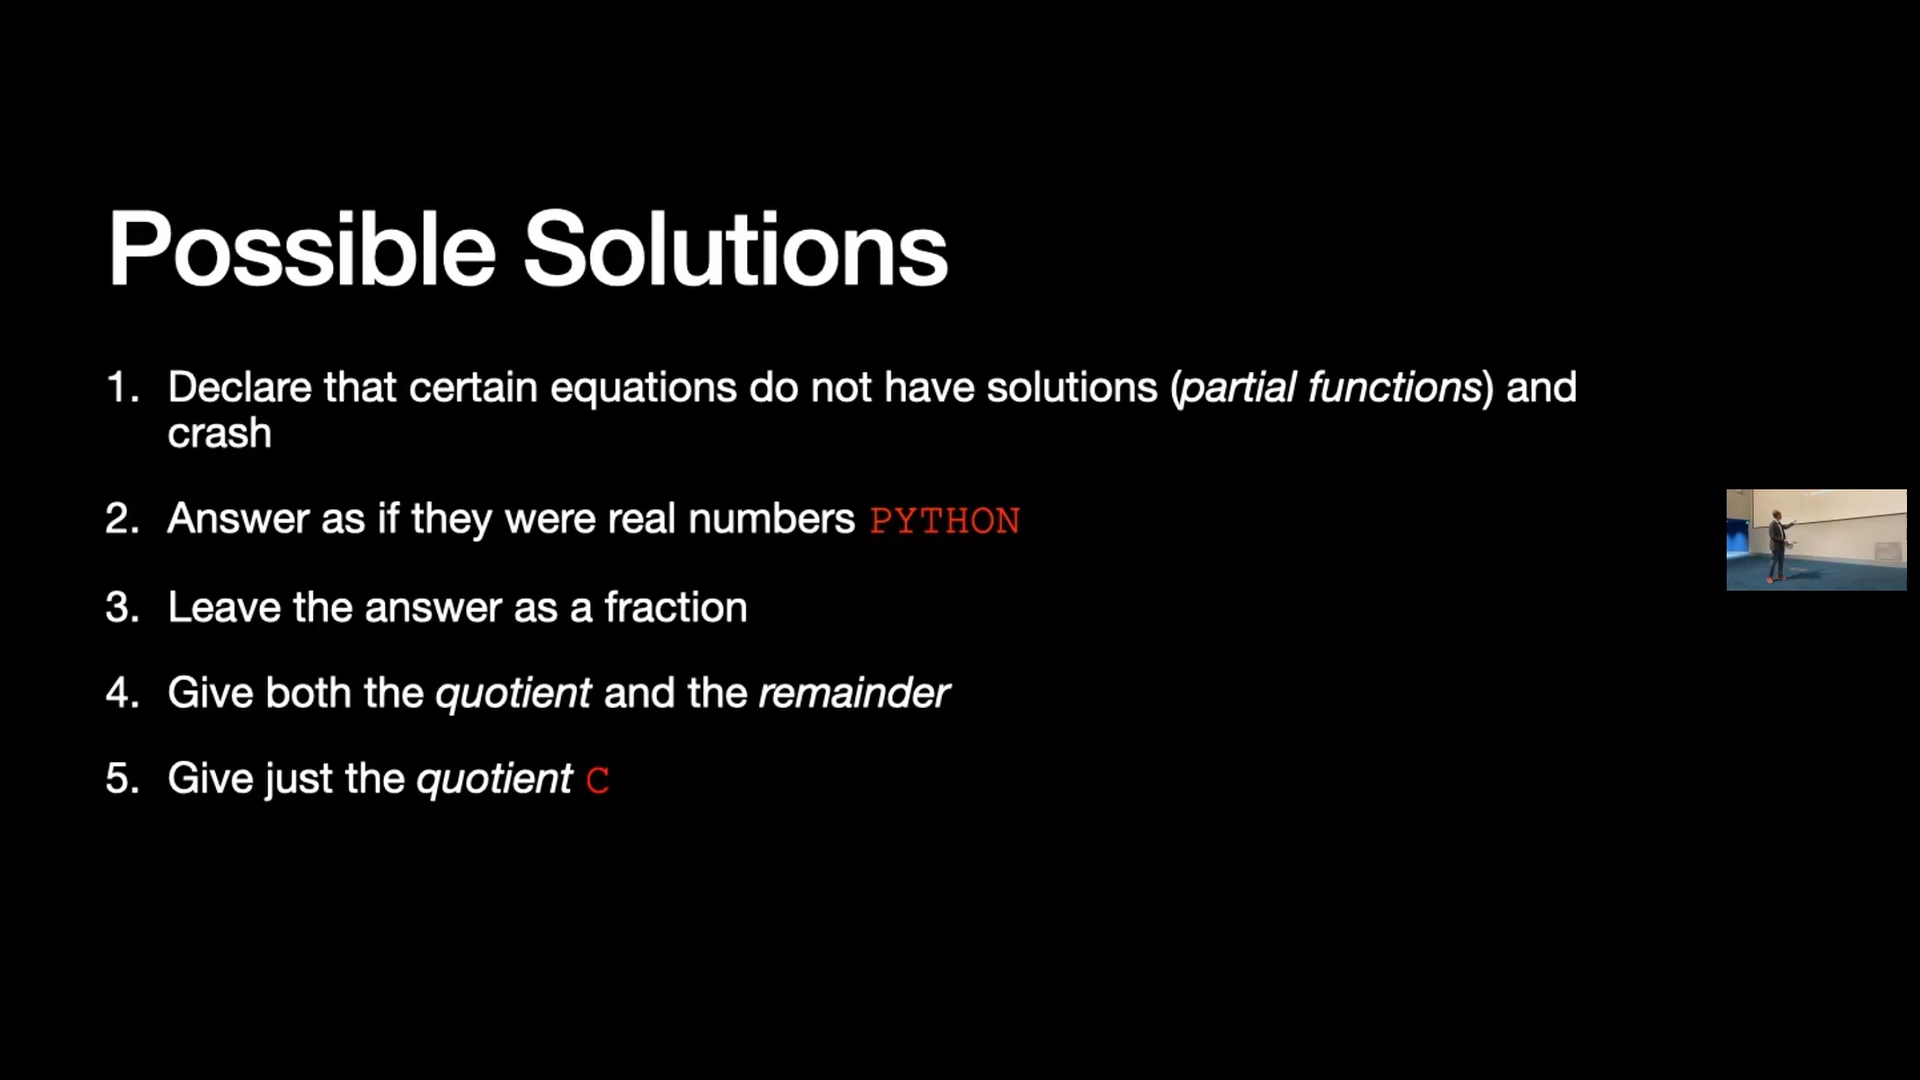 Possible Solutions
1. Declare that certain equations do not have solutions (partial functions) and
crash
2. Answer as if they were real numbers PYTHON
3. Leave the answer as a fraction
4. Give both the quotient and the remainder
5. Give just the quotient C